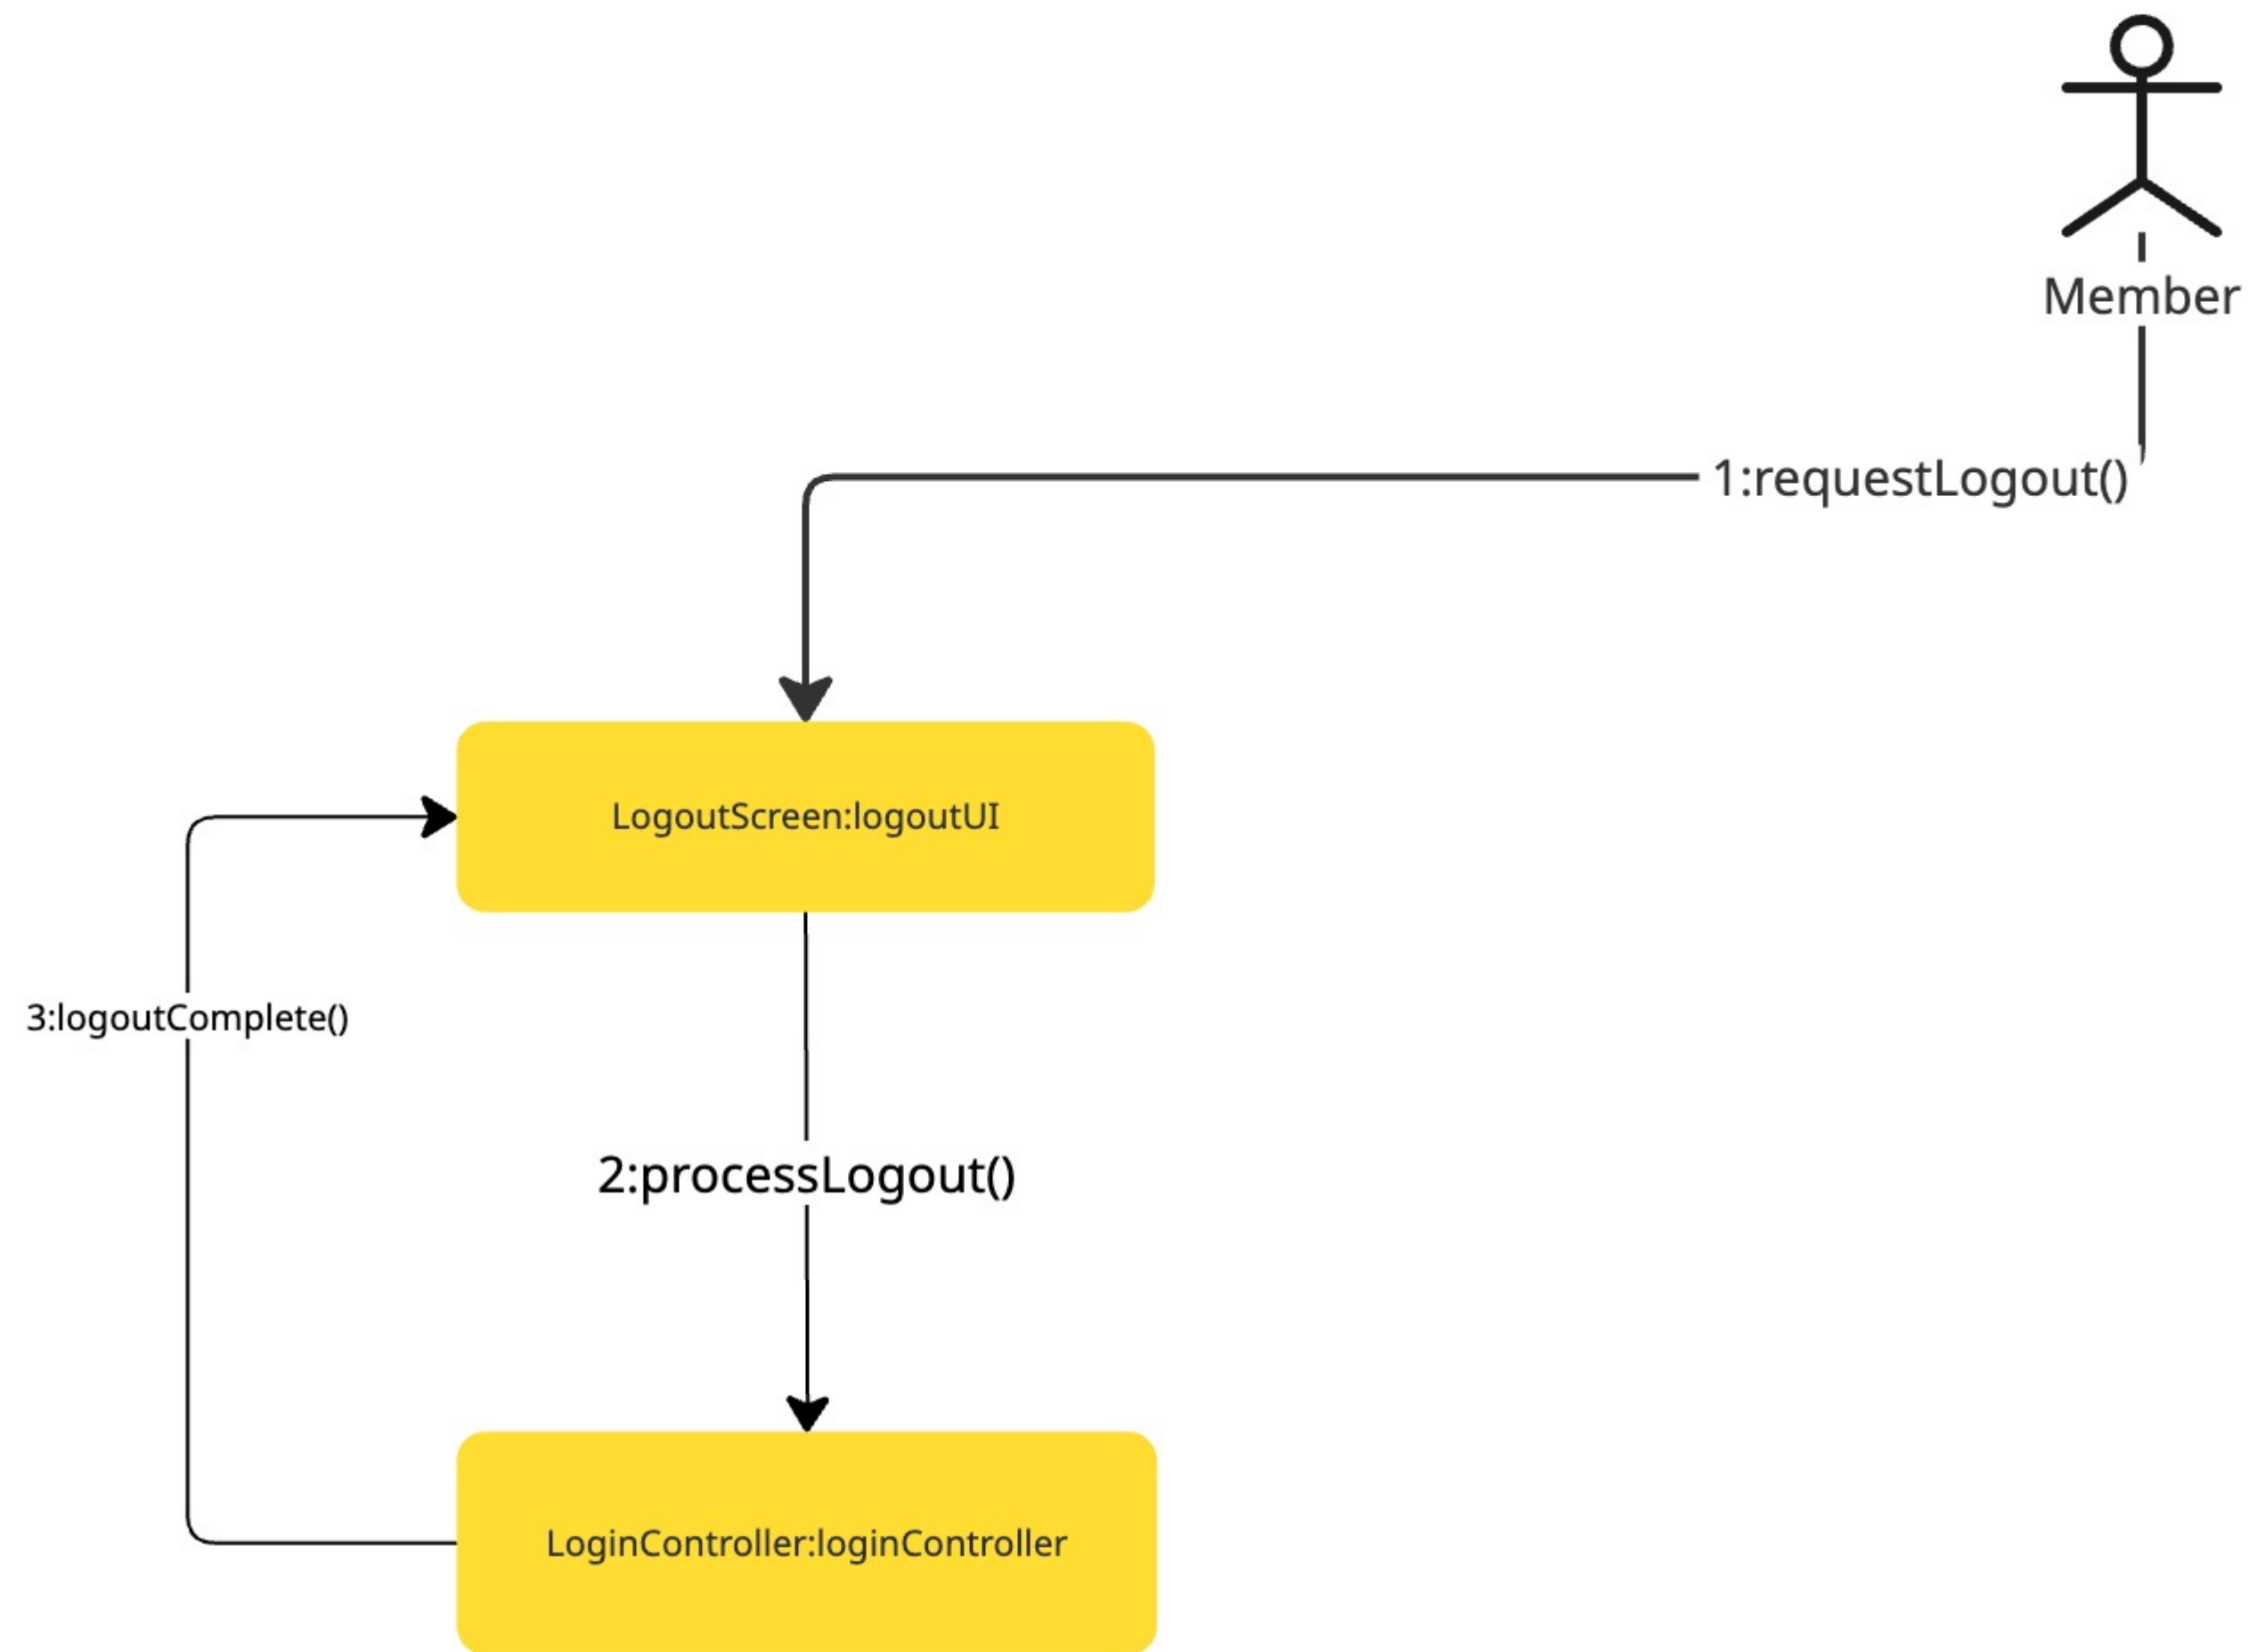 Member
1:requestLogout()
LogoutScreen:logoutUI
3:logoutComplete()
2:processLogout()
LoginController:loginController